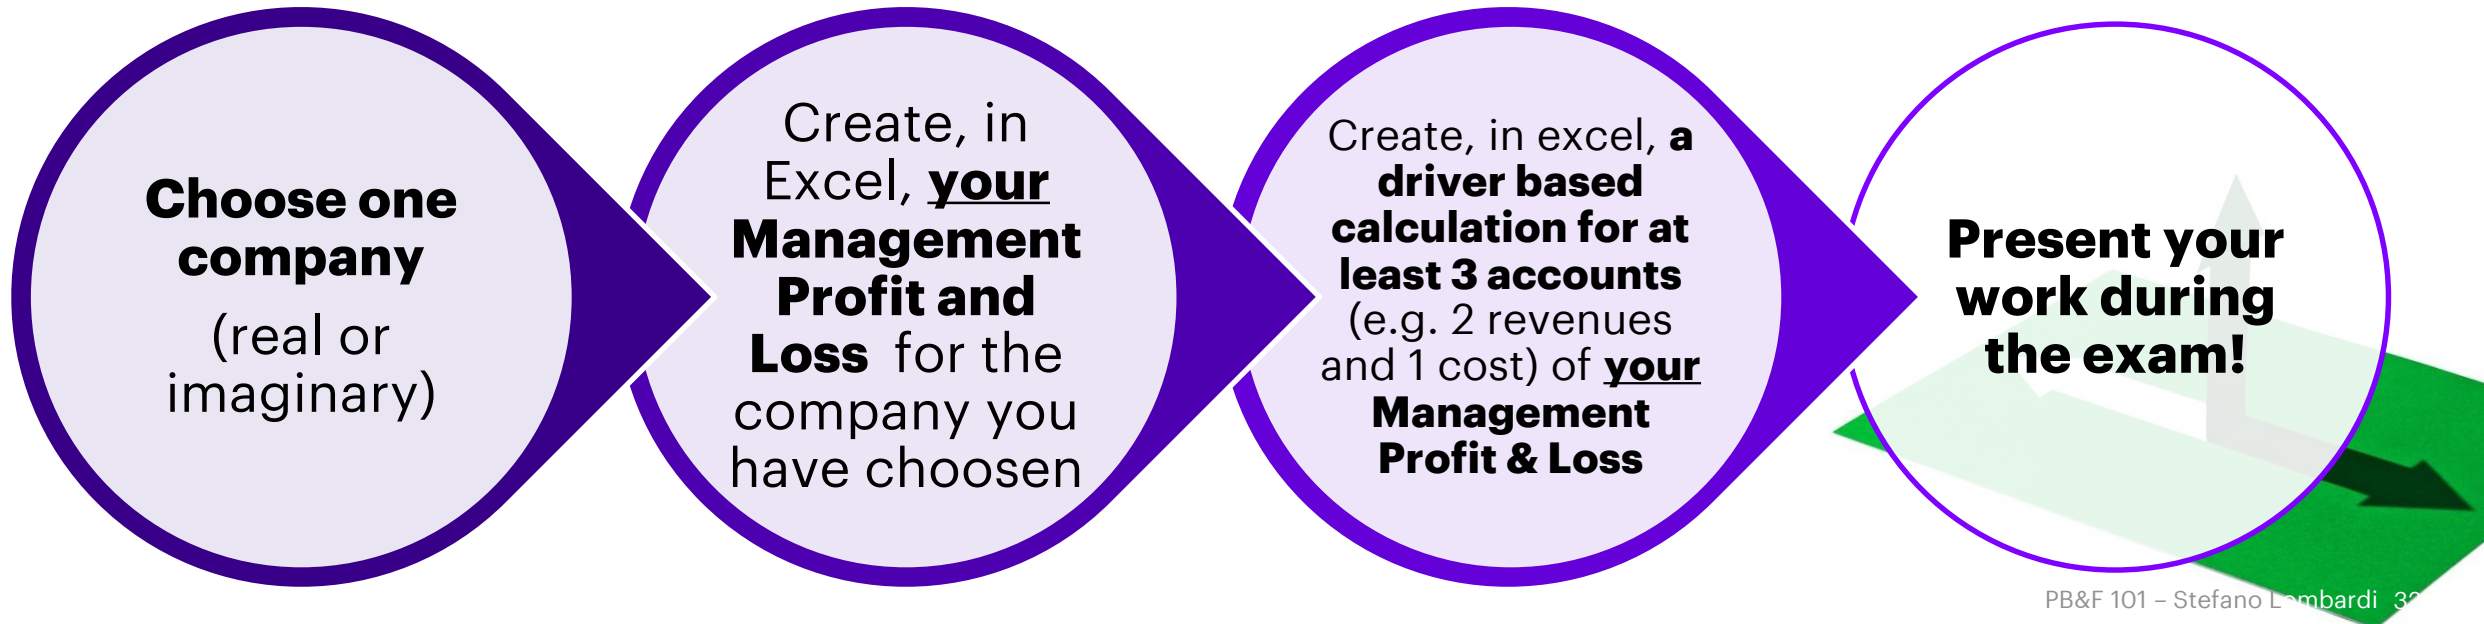 Choose one
company
(real or
imaginary)
Create, in
Excel, your
Management
Profit and
Loss for the
company you
have choosen
Create, in excel, a
driver based
calculation for at
least 3 accounts
(e.g. 2 revenues
and 1 cost) of your
Management
Profit & Loss
Present your
work during
the exam!
PB&F 101 – Stefano Lombardi